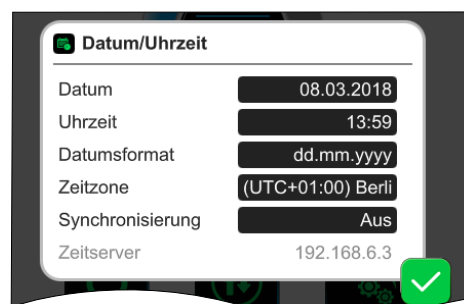 Datum/Uhrzeit
Datum 08.03.2018
Uhrzeit 13:59
Datumsformat dd.mm.yyyy
Zeitzone (UTC+01:00) Berli
Synchronisierung Aus
Zeitserver 192.168.6.3